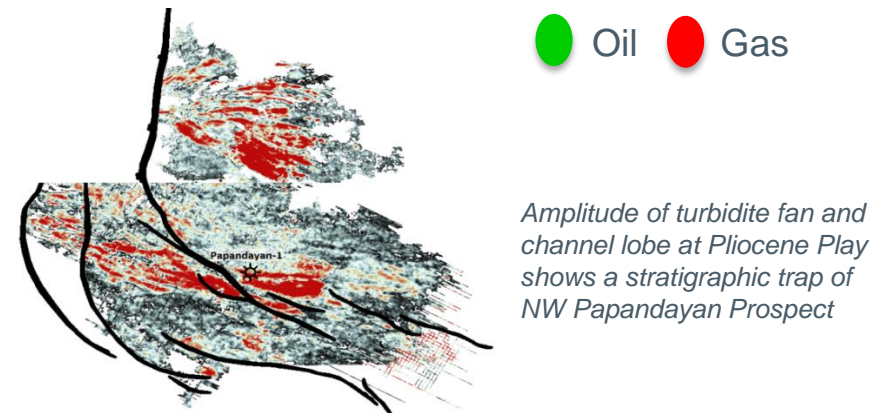 Oil Gas
Amplitude of turbidite fan and
channel lobe at Pliocene Play
shows a stratigraphic trap of
NW Papandayan Prospect
Papandayan-1